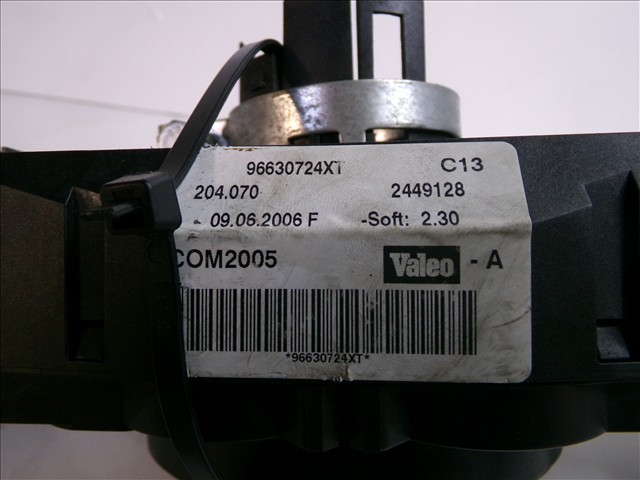 96630724XT C13
204.070 2449128
- 09.06.2006 F -Soft: 2.30
COM2005 Valeo - A
*96630724XT*